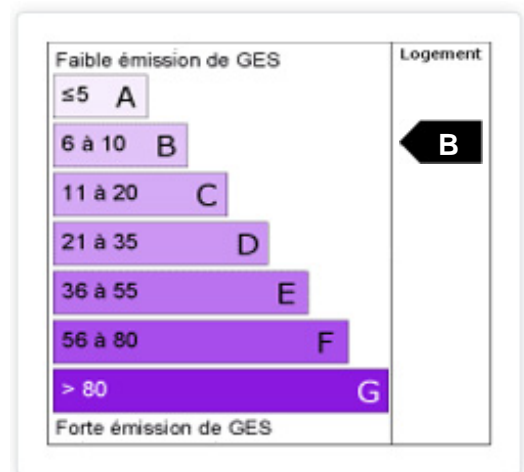 Faible émission de GES
Logement
≤5 A
6 à 10 B
B
11 à 20 C
21 à 35 D
36 à 55 E
56 à 80 F
> 80 G
Forte émission de GES